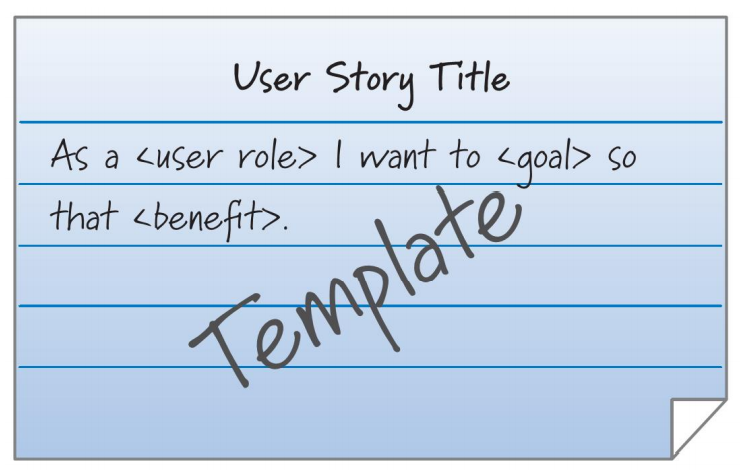 User Story Title
As a <user role> I want to <goal> so
that <benefit>.
Template